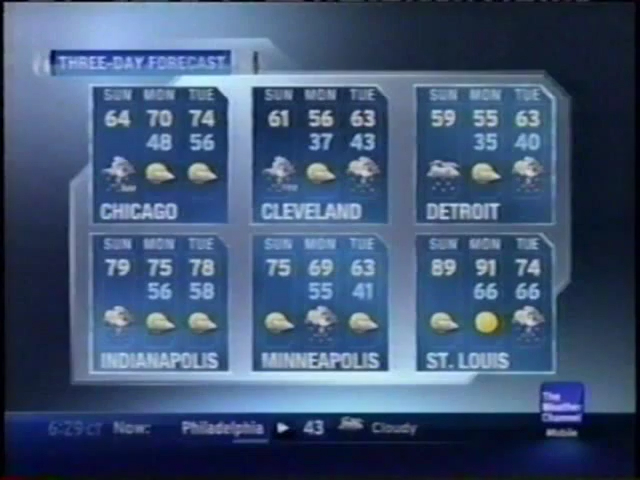 THREE-DAY FORECAST
SUN MON TUE
64 70 74
48 56
CHICAGO
SUN MON TUE
61 56 63
37 43
CLEVELAND
SUN MON TUE
59 55 63
35 40
DETROIT
SUN MON TUE
79 75 78
56 58
INDIANAPOLIS
SUN MON TUE
75 69 63
55 41
MINNEAPOLIS
SUN MON TUE
89 91 74
66 66
ST. LOUIS
The
Weather
Channel
Mobile
6:29 CT Now: Philadelphia 43 Cloudy